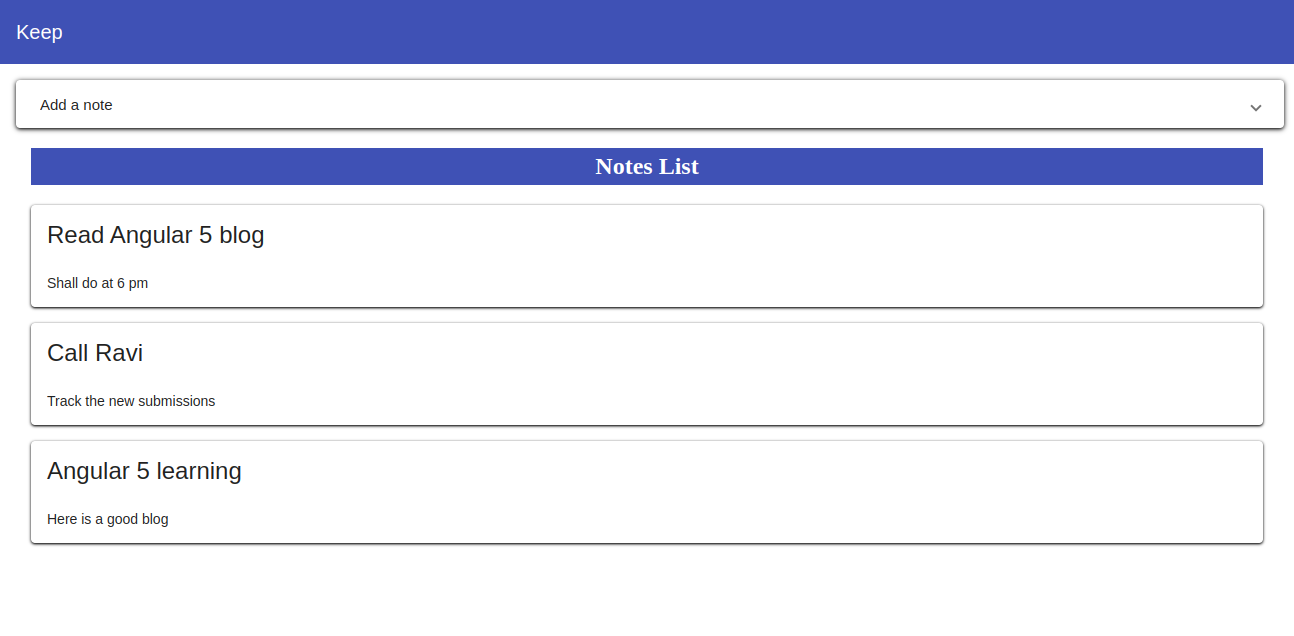 Keep
Add a note
Notes List
Read Angular 5 blog
Shall do at 6 pm
Call Ravi
Track the new submissions
Angular 5 learning
Here is a good blog